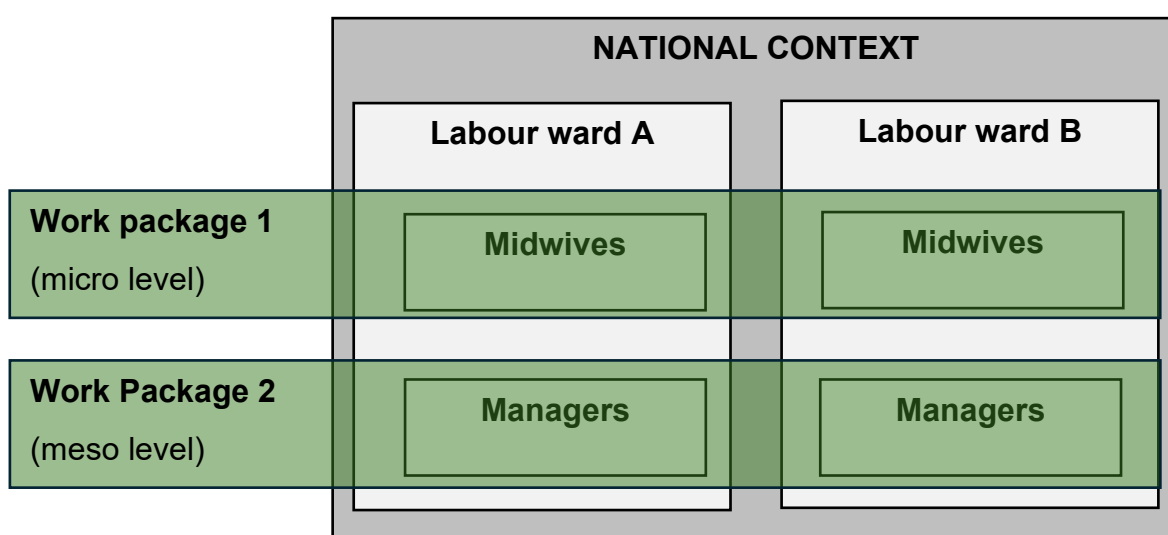 NATIONAL CONTEXT
Labour ward A
Labour ward B
Work package 1
(micro level)
Midwives
Midwives
Work Package 2
(meso level)
Managers
Managers